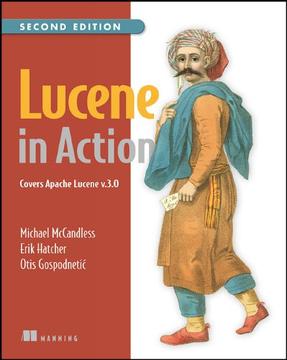 SECOND EDITION
Lucene
in Action
Covers Apache Lucene v.3.0
Michael McCandless
Erik Hatcher
Otis Gospodnetić
MANNING